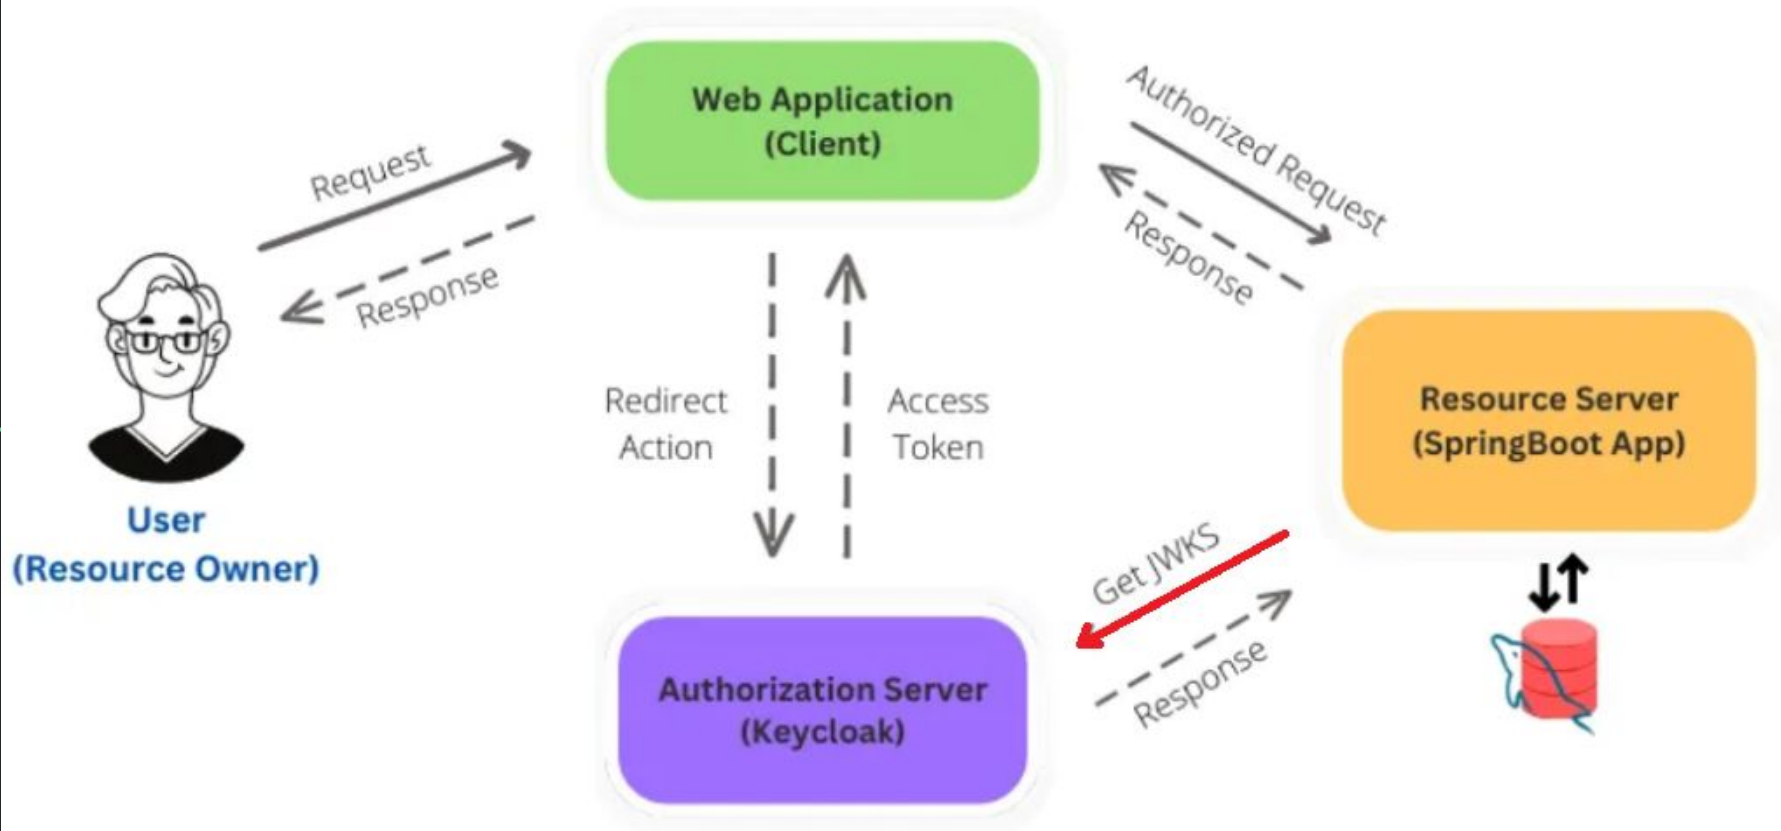 Web Application
(Client)
Authorized Request
Response
Request
Response
Redirect
Action
Access
Token
Resource Server
(SpringBoot App)
User
(Resource Owner)
Get JWKS
Response
Authorization Server
(Keycloak)